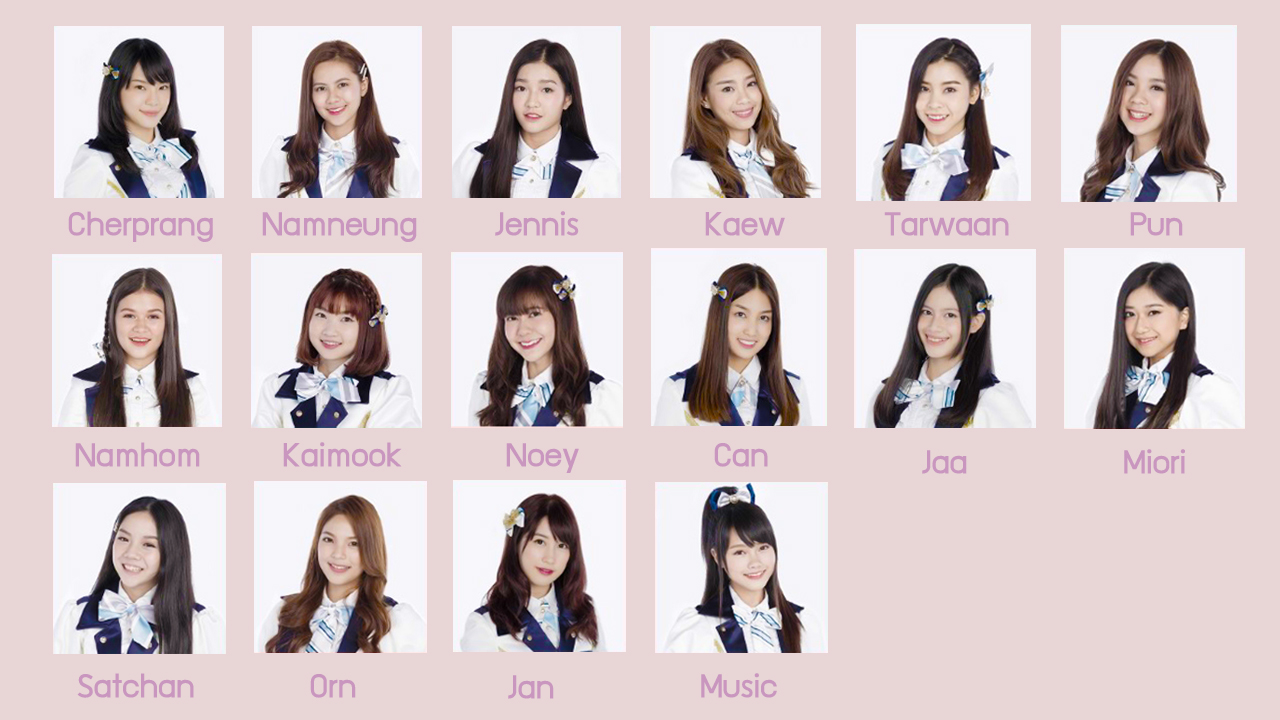 Cherprang Namneung Jennis Kaew Tarwaan Pun
Namhom Kaimook Noey Can Jaa Miori
Satchan Orn Jan Music